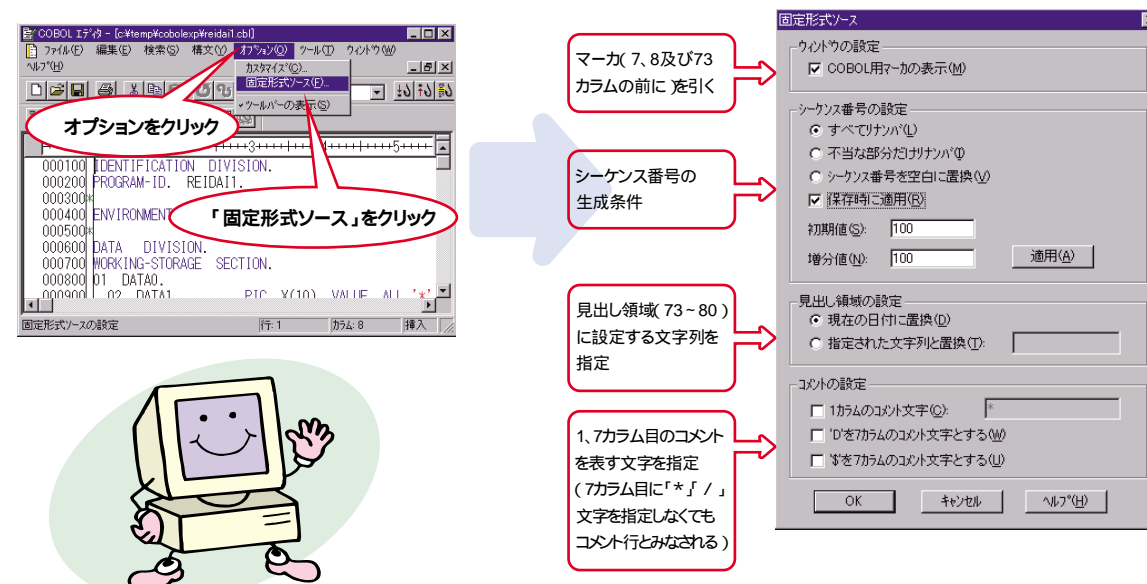 COBOL エディタ - [c:¥temp¥cobolexp¥reidai1.cbl]
ファイル(F) 編集(E) 検索(S) 構文(Y) オプション(O) ツール(T) ウィンドウ(W)
ヘルプ(H)
カスタマイズ(C)...
固定形式ソース(F)...
ツールバーの表示(S)
オプションをクリック
「固定形式ソース」をクリック
000100 IDENTIFICATION DIVISION.
000200 PROGRAM-ID. REIDAI1.
000300*
000400 ENVIRONMENT
000500*
000600 DATA DIVISION.
000700 WORKING-STORAGE SECTION.
000800 01 DATA0.
000900 02 DATA1 PIC X(10) VALUE ALL '*'
固定形式ソースの設定 行: 1 カラム: 8 挿入
マーカ(7、8及び73
カラムの前に)を引く
シーケンス番号の
生成条件
見出し領域(73~80)
に設定する文字列を
指定
1、7カラム目のコメント
を表す文字を指定
(7カラム目に「*」「/」
文字を指定しなくても
コメント行とみなされる)
固定形式ソース
ウィンドウの設定
COBOL用マーカの表示(M)
シーケンス番号の設定
すべてリナンバ(L)
不当な部分だけリナンバ(I)
シーケンス番号を空白に置換(V)
保存時に適用(R)
初期値(S): 100
増分値(N): 100 適用(A)
見出し領域の設定
現在の日付に置換(D)
指定された文字列と置換(T):
コメントの設定
1カラムのコメント文字(C): *
'D'を7カラムのコメント文字とする(W)
'$'を7カラムのコメント文字とする(U)
OK キャンセル ヘルプ(H)